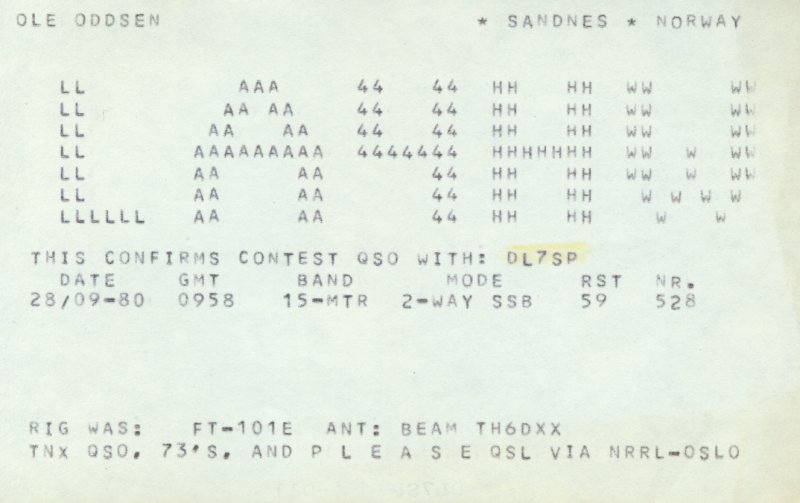 OLE ODDSEN * SANDNES * NORWAY
LA4HW
THIS CONFIRMS CONTEST QSO WITH: DL7SP
DATE GMT BAND MODE RST NR.
28/09-80 0958 15-MTR 2-WAY SSB 59 528
RIG WAS: FT-101E ANT: BEAM TH6DXX
TNX QSO, 73'S, AND P L E A S E QSL VIA NRRL-OSLO